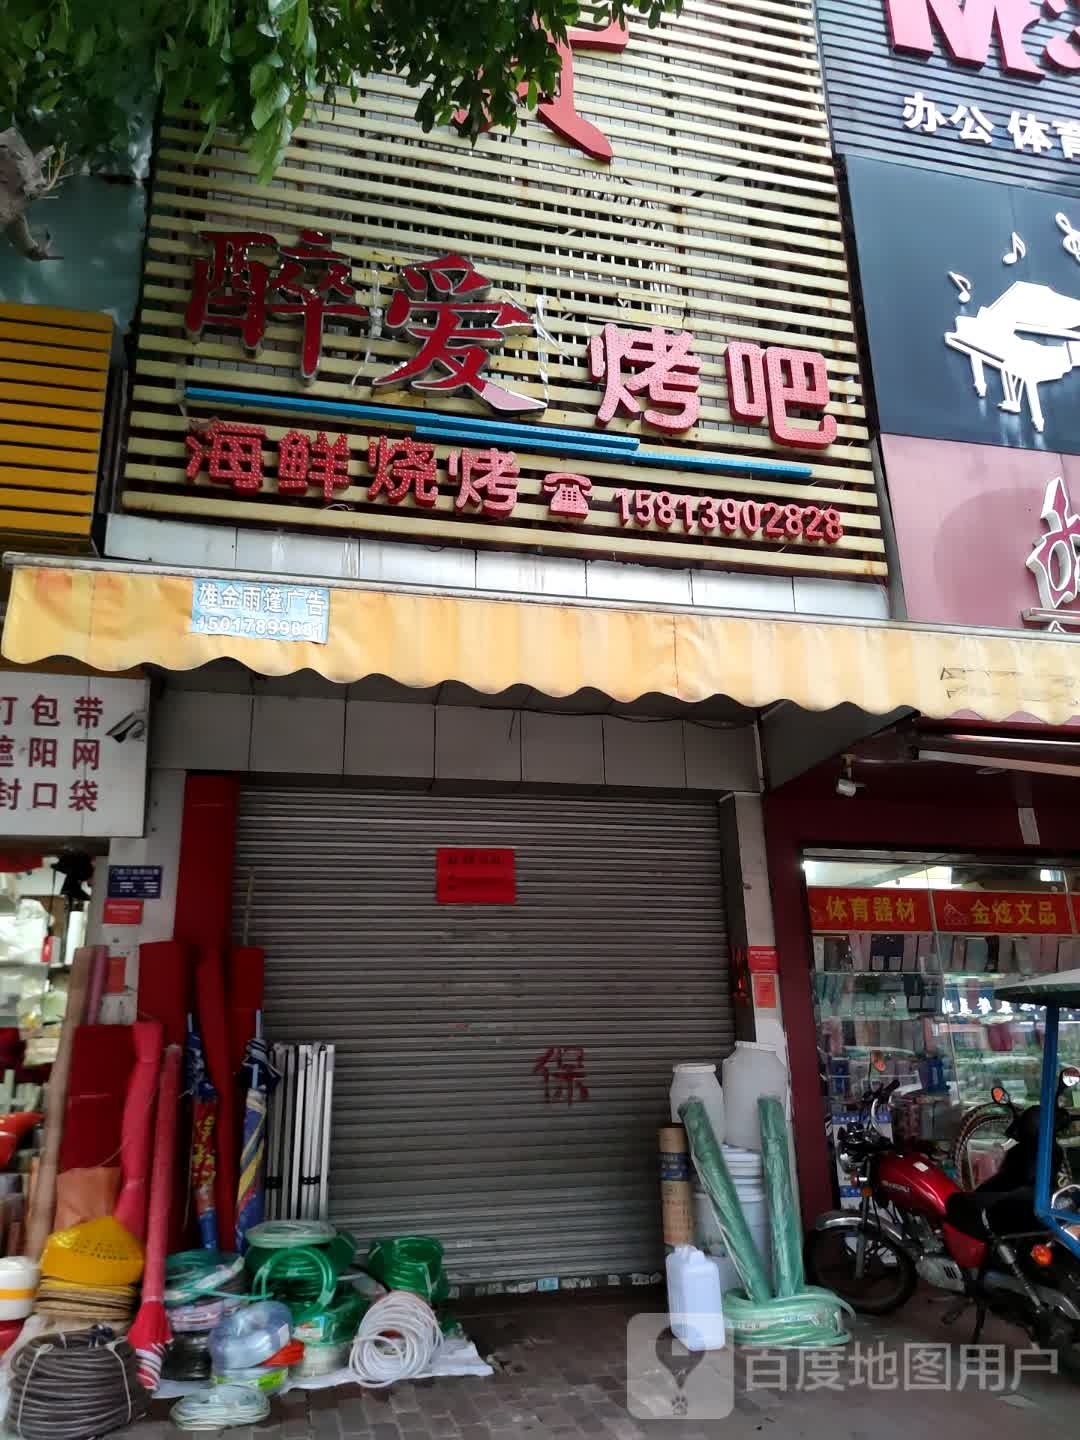 办公 体育
醉爱烤吧
海鲜烧烤 ☎ 15813902828
雄金雨篷广告
打包带
遮阳网
封口袋
体育器材
金炫文品
保
百度地图用户